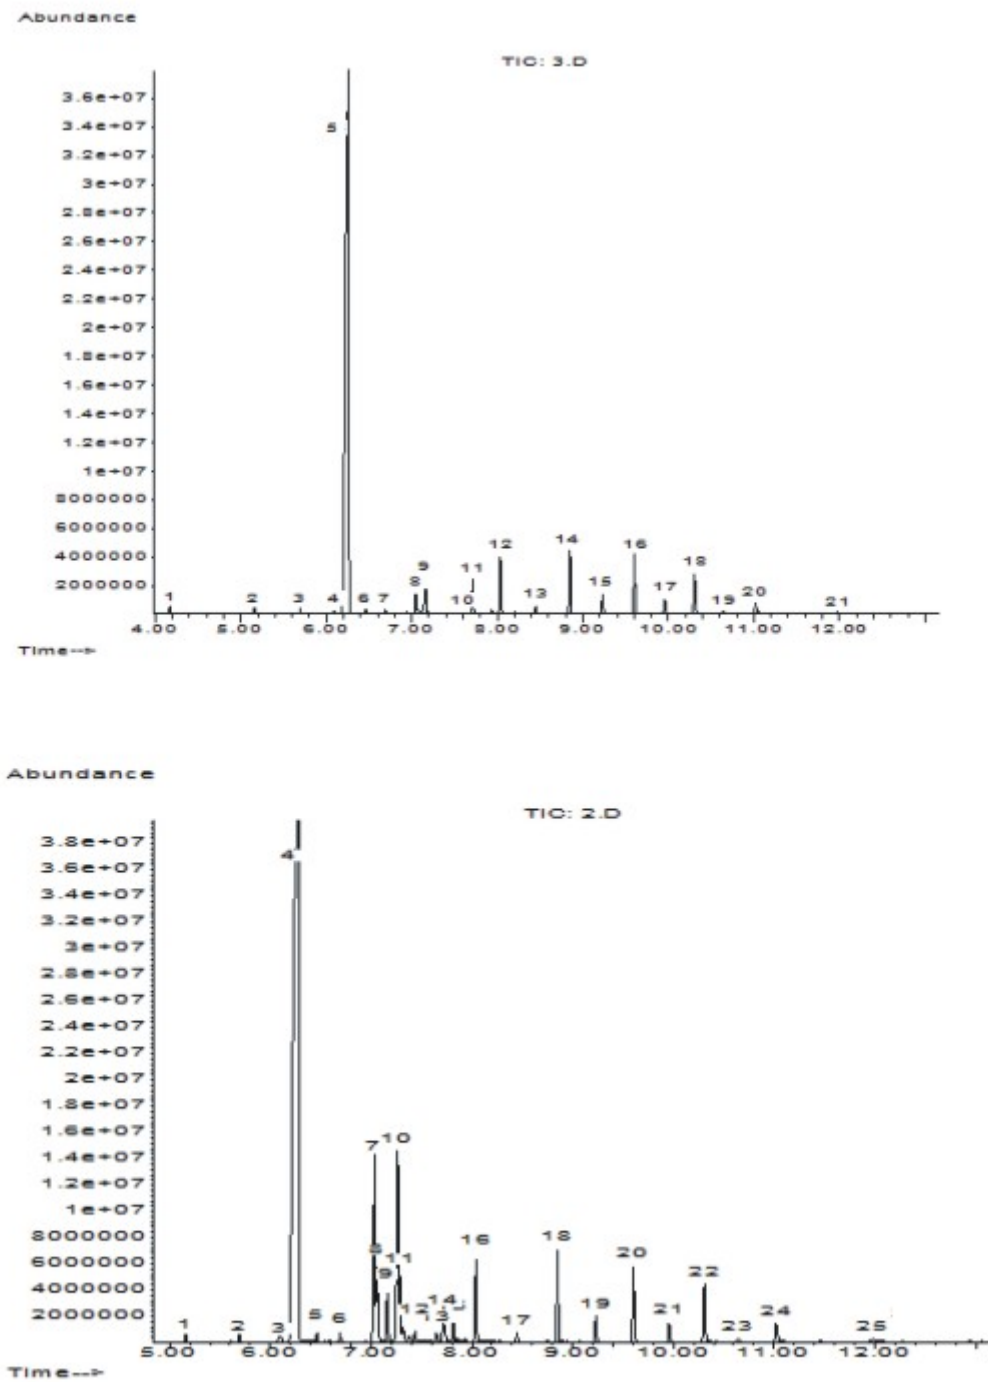 Abundance
TIC: 3.D
3.6e+07
5
3.4e+07
3.2e+07
3e+07
2.8e+07
2.6e+07
2.4e+07
2.2e+07
2e+07
1.8e+07
1.6e+07
1.4e+07
1.2e+07
1e+07
8000000
6000000
4000000
2000000
1 2 3 4 6 7 8 9 10 11 12 13 14 15 16 17 18 19 20 21
4.00 5.00 6.00 7.00 8.00 9.00 10.00 11.00 12.00
Time-->
Abundance
TIC: 2.D
3.8e+07
4
3.6e+07
3.4e+07
3.2e+07
3e+07
2.8e+07
2.6e+07
2.4e+07
2.2e+07
2e+07
1.8e+07
1.6e+07
1.4e+07
1.2e+07
1e+07
8000000
6000000
4000000
2000000
1 2 3 5 6 7 8 9 10 11 16 17 18 19 20 21 22 23 24 25
5.00 6.00 7.00 8.00 9.00 10.00 11.00 12.00
Time-->